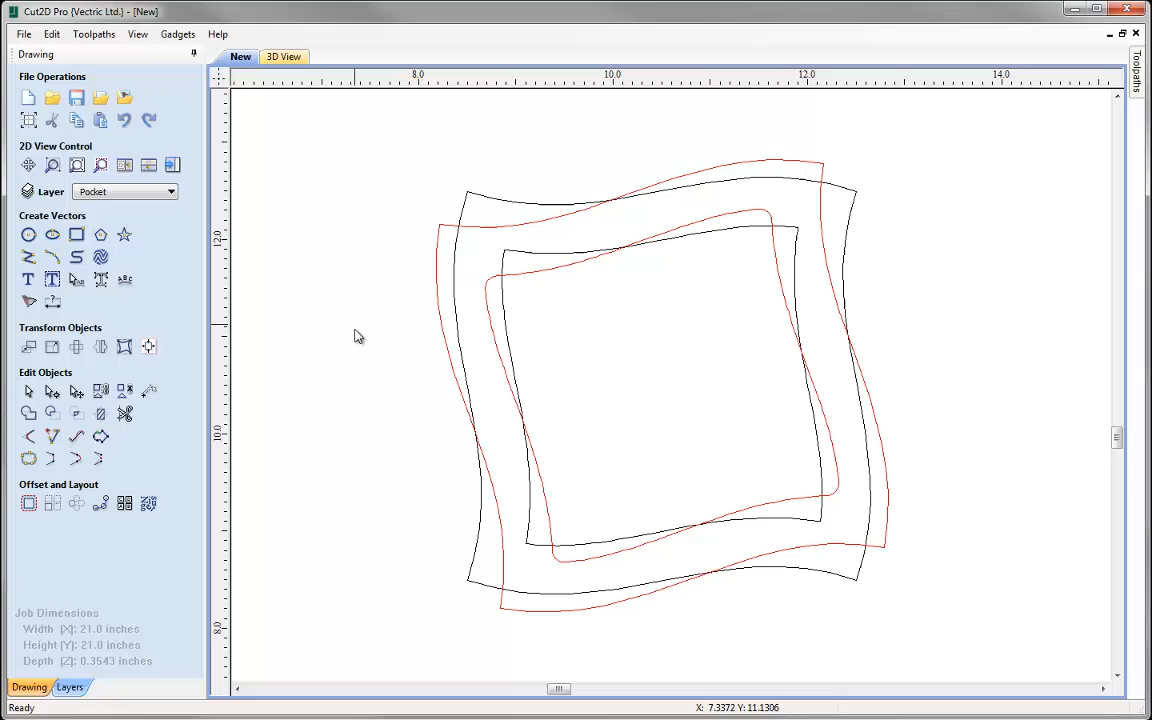 Cut2D Pro {Vectric Ltd.} - [New]
File Edit Toolpaths View Gadgets Help
Drawing
New 3D View
Toolpaths
File Operations
8.0 10.0 12.0 14.0
2D View Control
Layer Pocket
Create Vectors
12.0
Transform Objects
Edit Objects
10.0
Offset and Layout
8.0
Job Dimensions
Width (X): 21.0 inches
Height (Y): 21.0 inches
Depth (Z): 0.3543 inches
Drawing Layers
Ready
X: 7.3372 Y: 11.1306